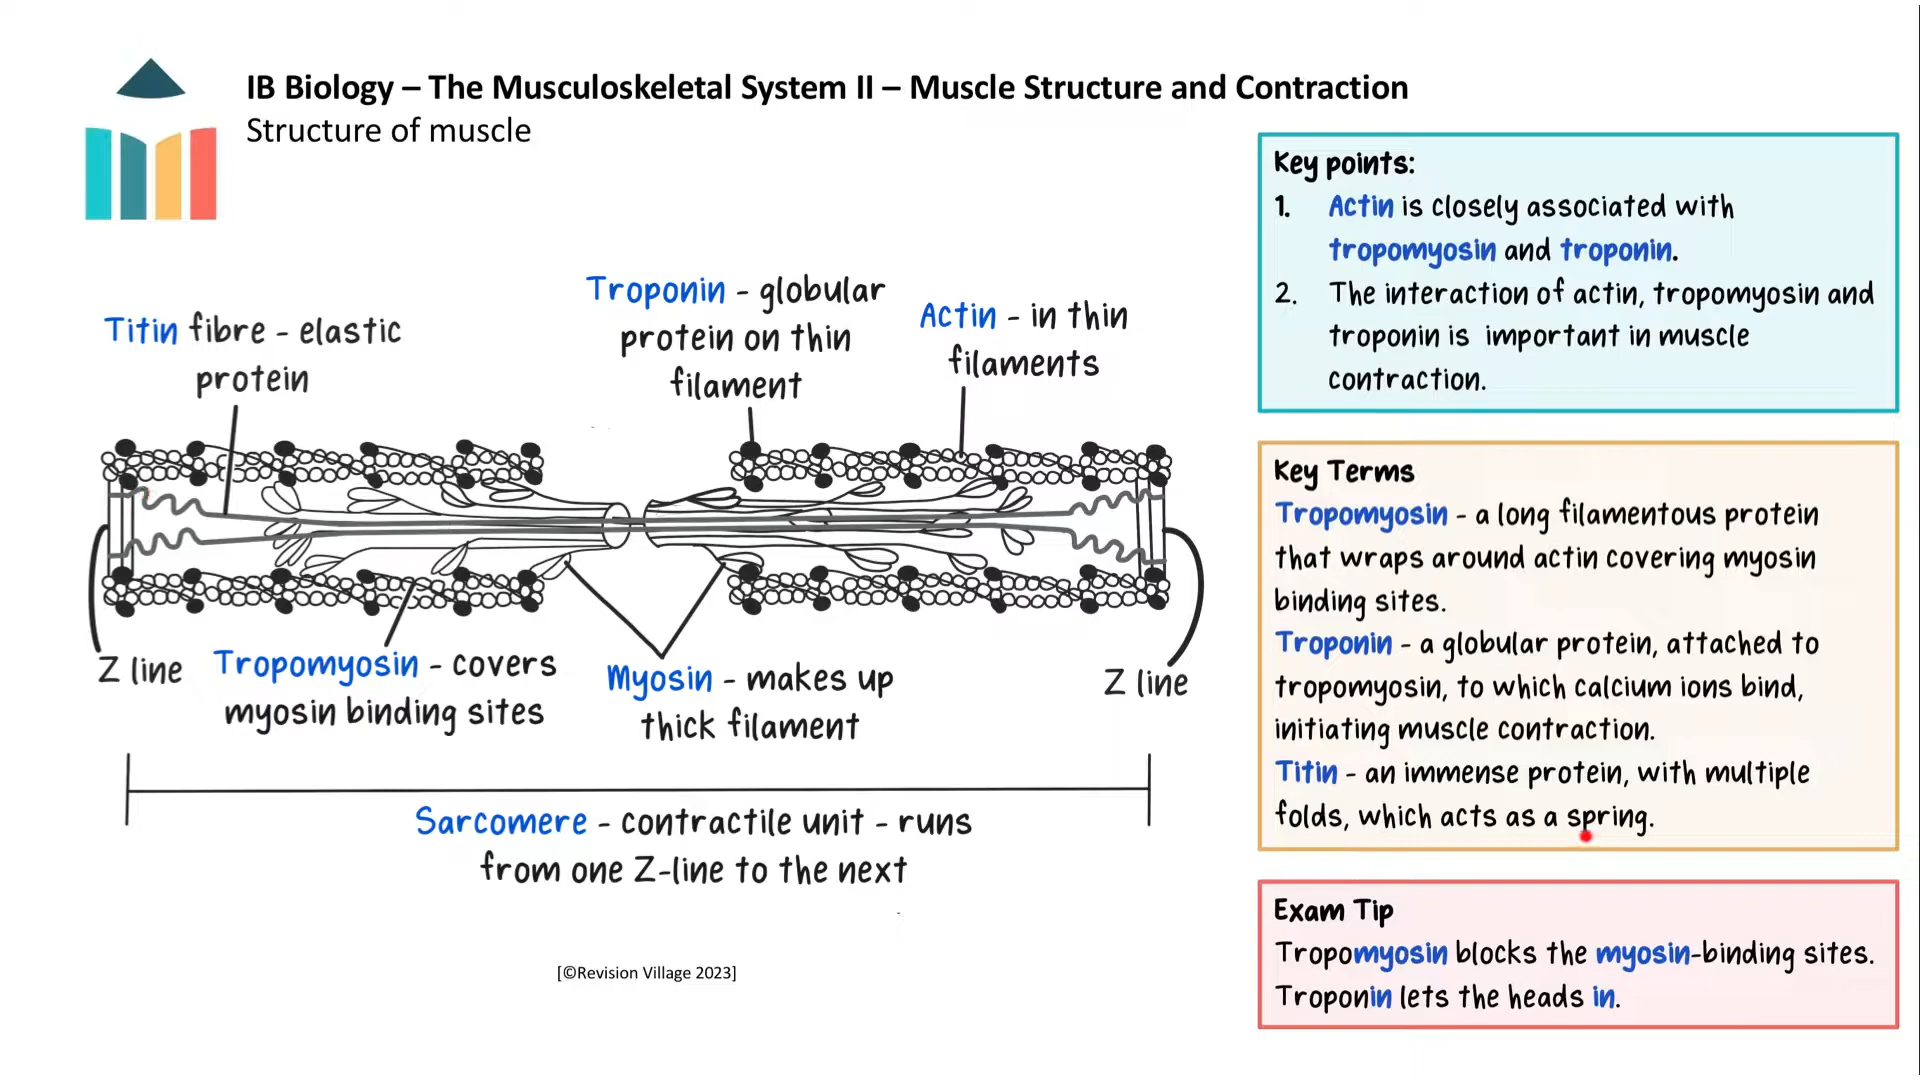 IB Biology – The Musculoskeletal System II – Muscle Structure and Contraction
Structure of muscle
Titin fibre - elastic
protein
Troponin - globular
protein on thin
filament
Actin - in thin
filaments
Z line
Tropomyosin - covers
myosin binding sites
Myosin - makes up
thick filament
Z line
Sarcomere - contractile unit - runs
from one Z-line to the next
[©Revision Village 2023]
Key points:
1. Actin is closely associated with
tropomyosin and troponin.
2. The interaction of actin, tropomyosin and
troponin is important in muscle
contraction.
Key Terms
Tropomyosin - a long filamentous protein
that wraps around actin covering myosin
binding sites.
Troponin - a globular protein, attached to
tropomyosin, to which calcium ions bind,
initiating muscle contraction.
Titin - an immense protein, with multiple
folds, which acts as a spring.
Exam Tip
Tropomyosin blocks the myosin-binding sites.
Troponin lets the heads in.